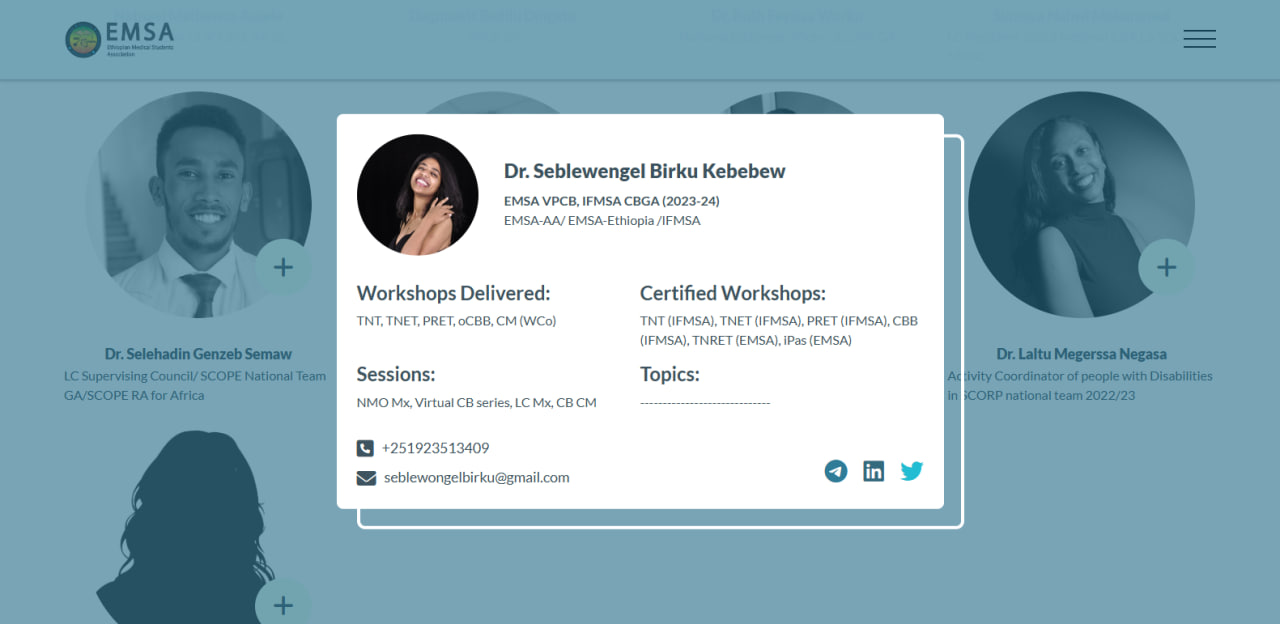 EMSA
Ethiopian Medical Students
Association
Dr. Seblewengel Birku Kebebew
EMSA VPCB, IFMSA CBGA (2023-24)
EMSA-AA/ EMSA-Ethiopia /IFMSA
Workshops Delivered:
TNT, TNET, PRET, oCBB, CM (WCo)
Certified Workshops:
TNT (IFMSA), TNET (IFMSA), PRET (IFMSA), CBB
(IFMSA), TNRET (EMSA), iPas (EMSA)
Sessions:
NMO Mx, Virtual CB series, LC Mx, CB CM
Topics:
-----------------------------
+251923513409
seblewongelbirku@gmail.com
Dr. Selehadin Genzeb Semaw
LC Supervising Council/ SCOPE National Team
GA/SCOPE RA for Africa
Dr. Laltu Megerssa Negasa
Activity Coordinator of people with Disabilities
in SCORP national team 2022/23